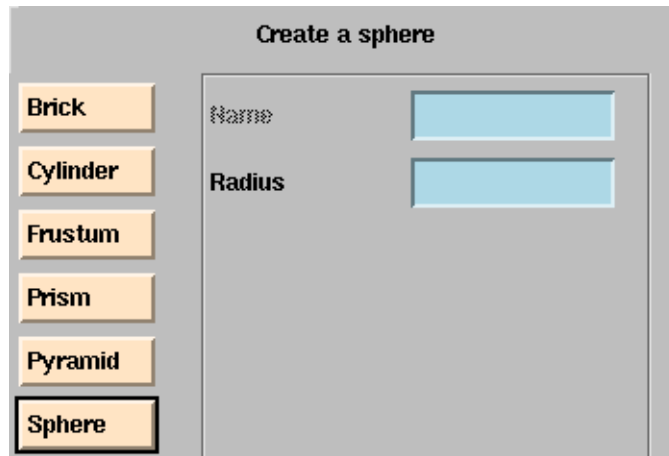 Create a sphere
Brick
Name
Cylinder
Radius
Frustum
Prism
Pyramid
Sphere